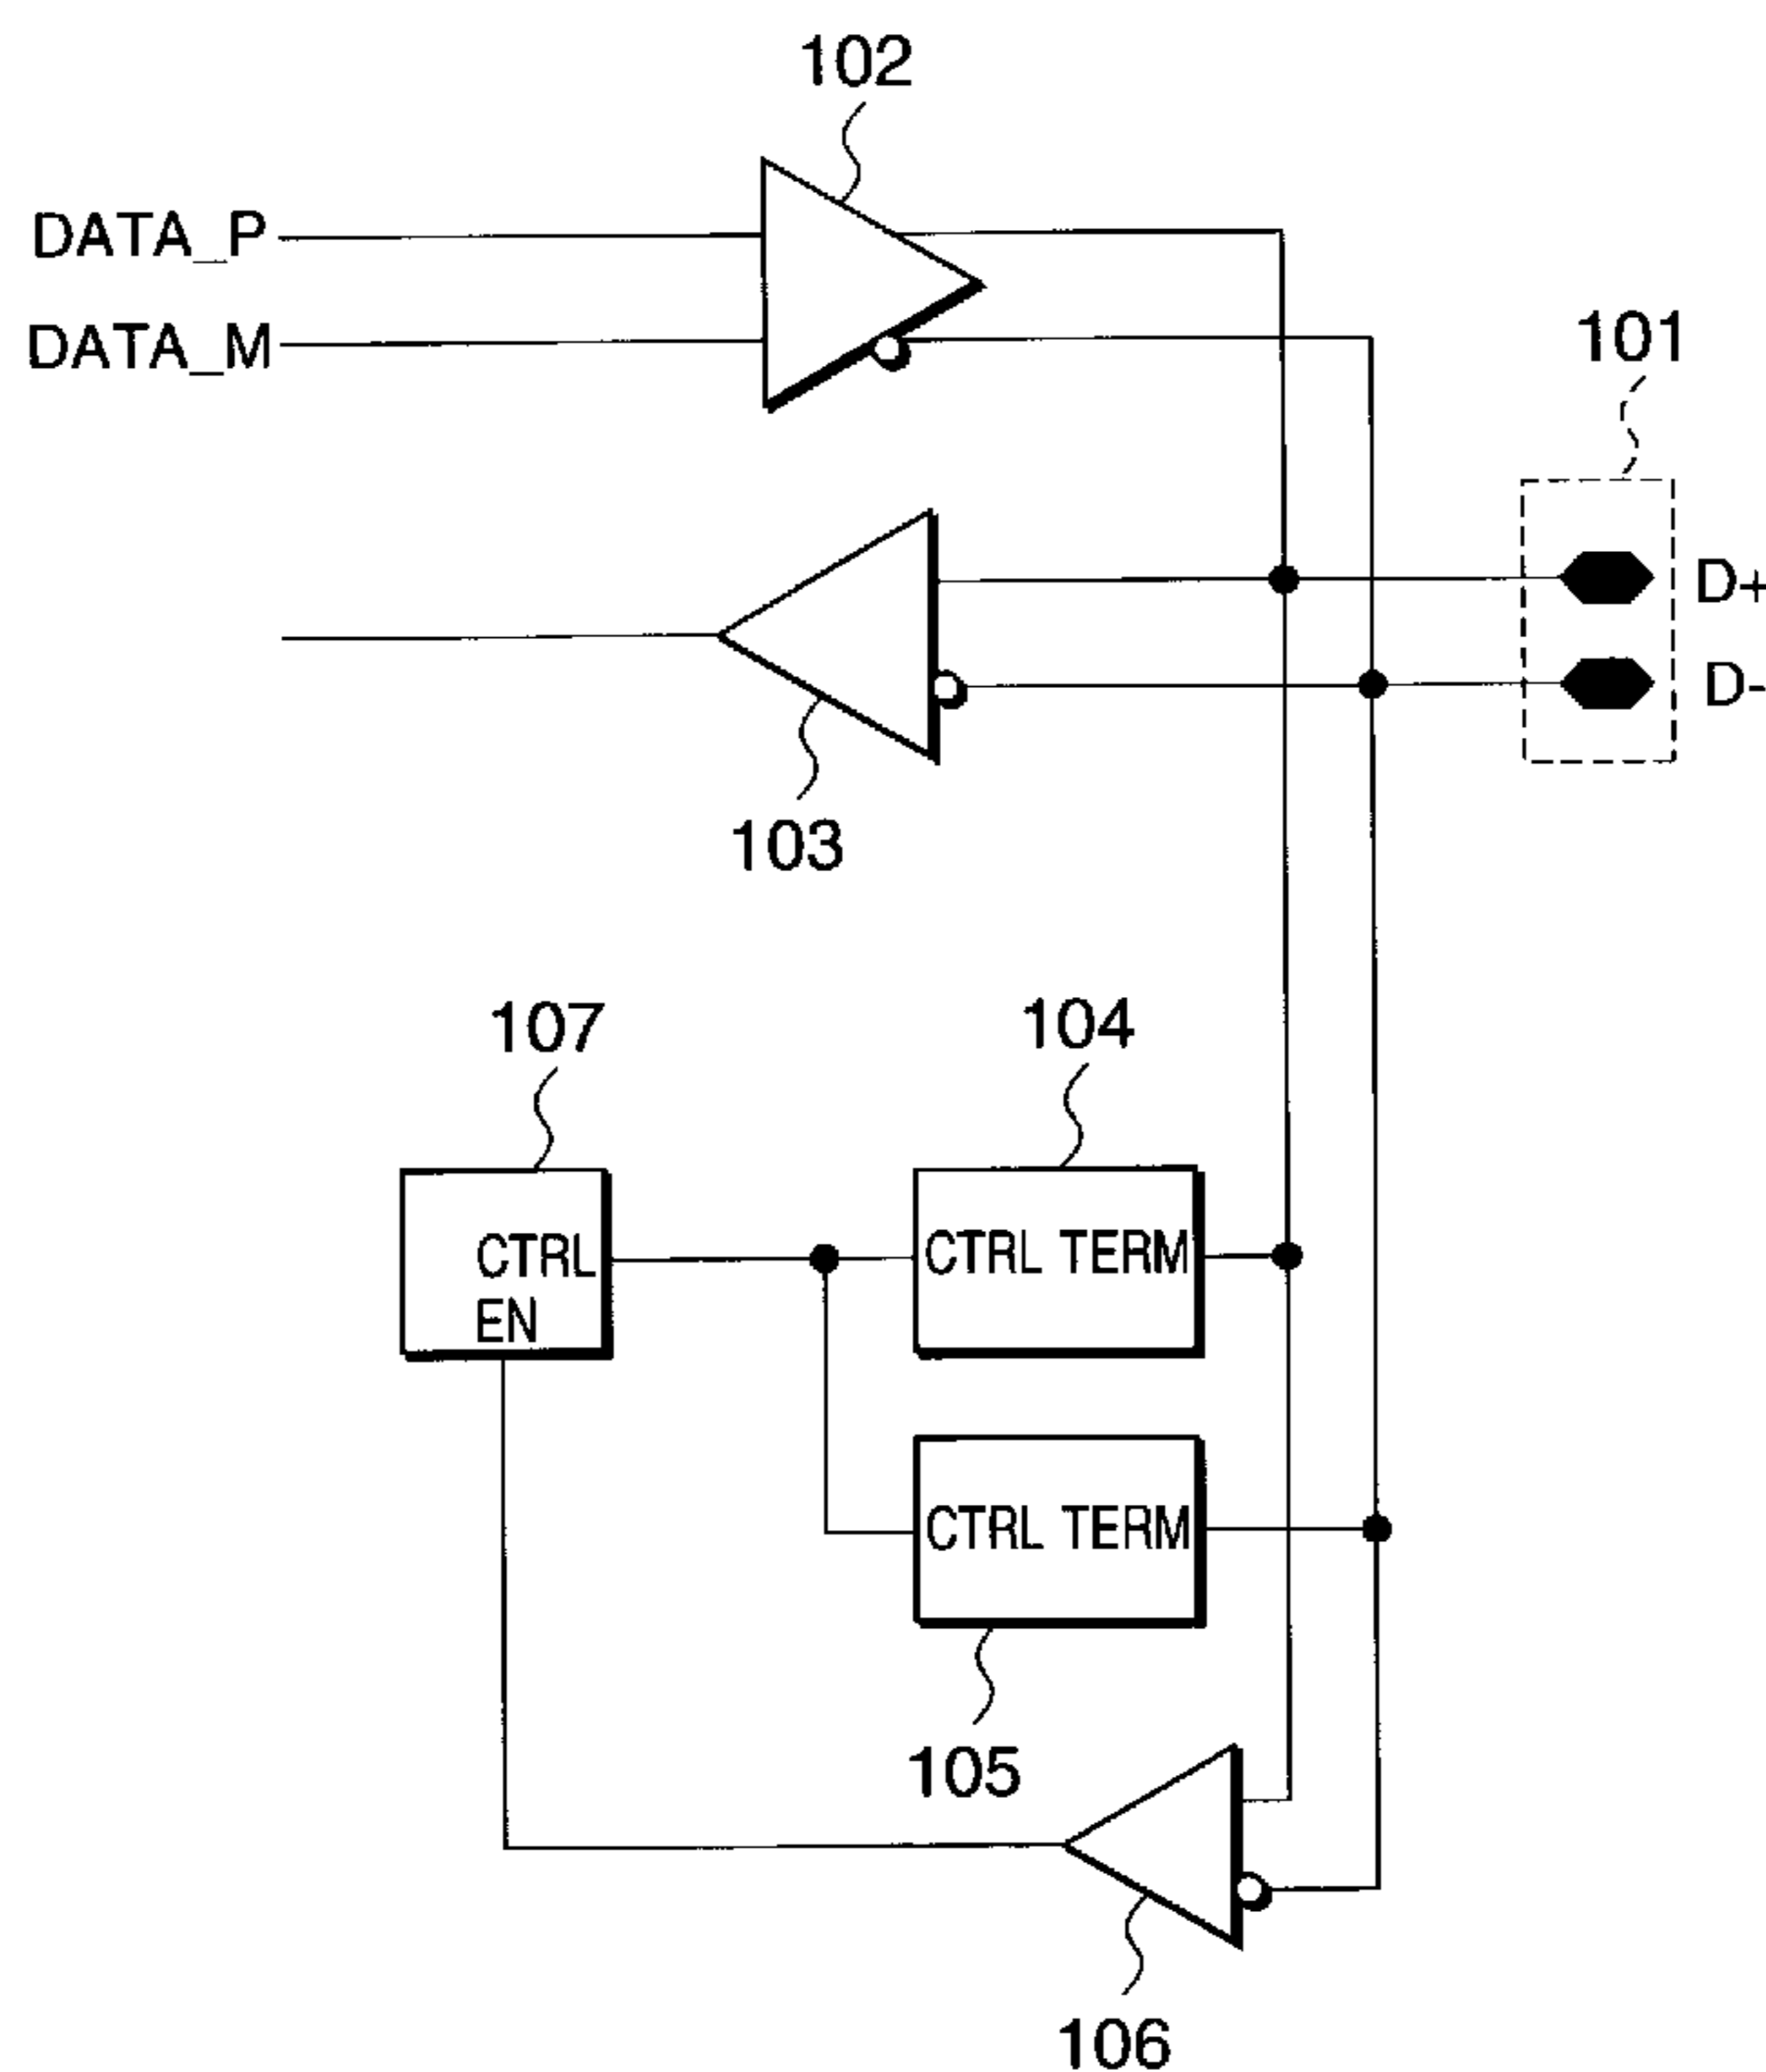 102
DATA_P
DATA_M
101
D+
D-
103
107
104
CTRL
EN
CTRL TERM
CTRL TERM
105
106